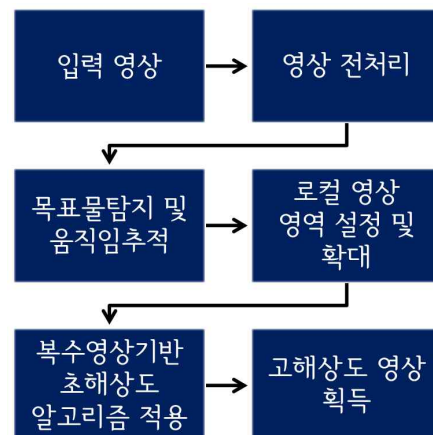 입력 영상
영상 전처리
목표물탐지 및
움직임추적
로컬 영상
영역 설정 및
확대
복수영상기반
초해상도
알고리즘 적용
고해상도 영상
획득